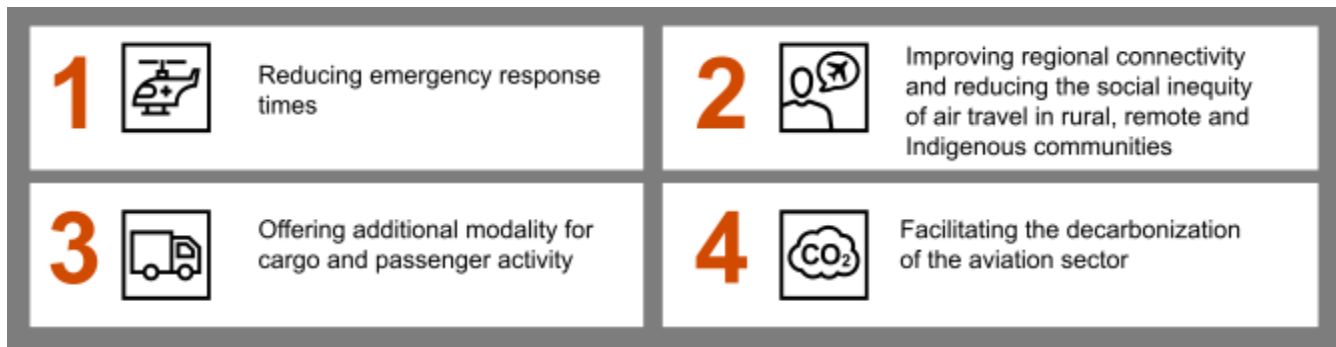 1
Reducing emergency response
times
2
Improving regional connectivity
and reducing the social inequity
of air travel in rural, remote and
Indigenous communities
3
Offering additional modality for
cargo and passenger activity
4
CO₂
Facilitating the decarbonization
of the aviation sector